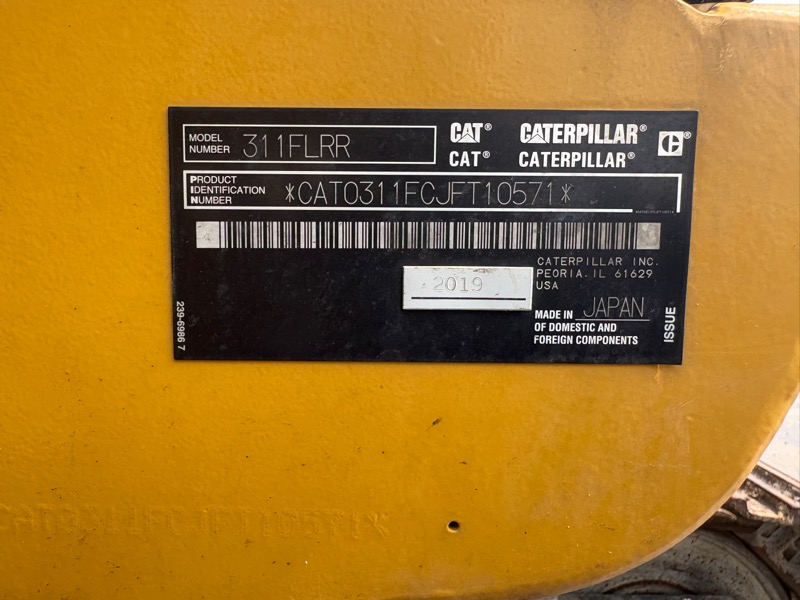 MODEL NUMBER 311FLRR
CAT® CATERPILLAR®
CAT® CATERPILLAR®
PRODUCT IDENTIFICATION NUMBER *CAT0311FCJFT10571*
CATERPILLAR INC.
PEORIA, IL 61629
USA
2019
MADE IN JAPAN
OF DOMESTIC AND
FOREIGN COMPONENTS
ISSUE
239-6986 7
CAT0311FCJFT10571*